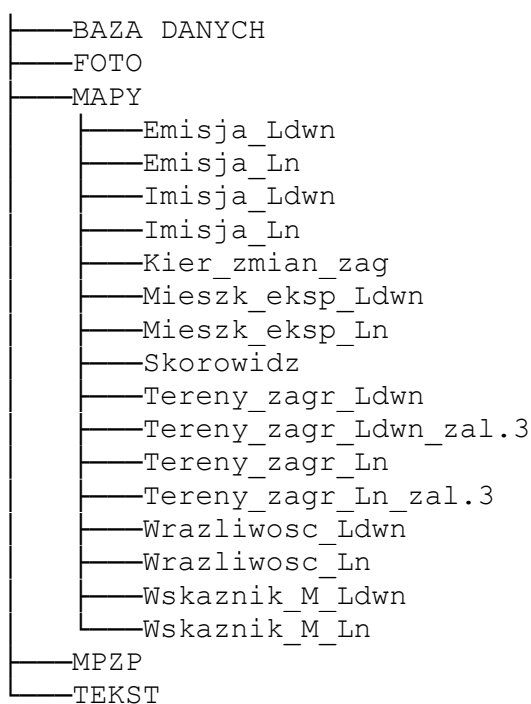 BAZA DANYCH
FOTO
MAPY
Emisja_Ldwn
Emisja_Ln
Imisja_Ldwn
Imisja_Ln
Kier_zmian_zag
Mieszk_eksp_Ldwn
Mieszk_eksp_Ln
Skorowidz
Tereny_zagr_Ldwn
Tereny_zagr_Ldwn_zal.3
Tereny_zagr_Ln
Tereny_zagr_Ln_zal.3
Wrazliwosc_Ldwn
Wrazliwosc_Ln
Wskaznik_M_Ldwn
Wskaznik_M_Ln
MPZP
TEKST